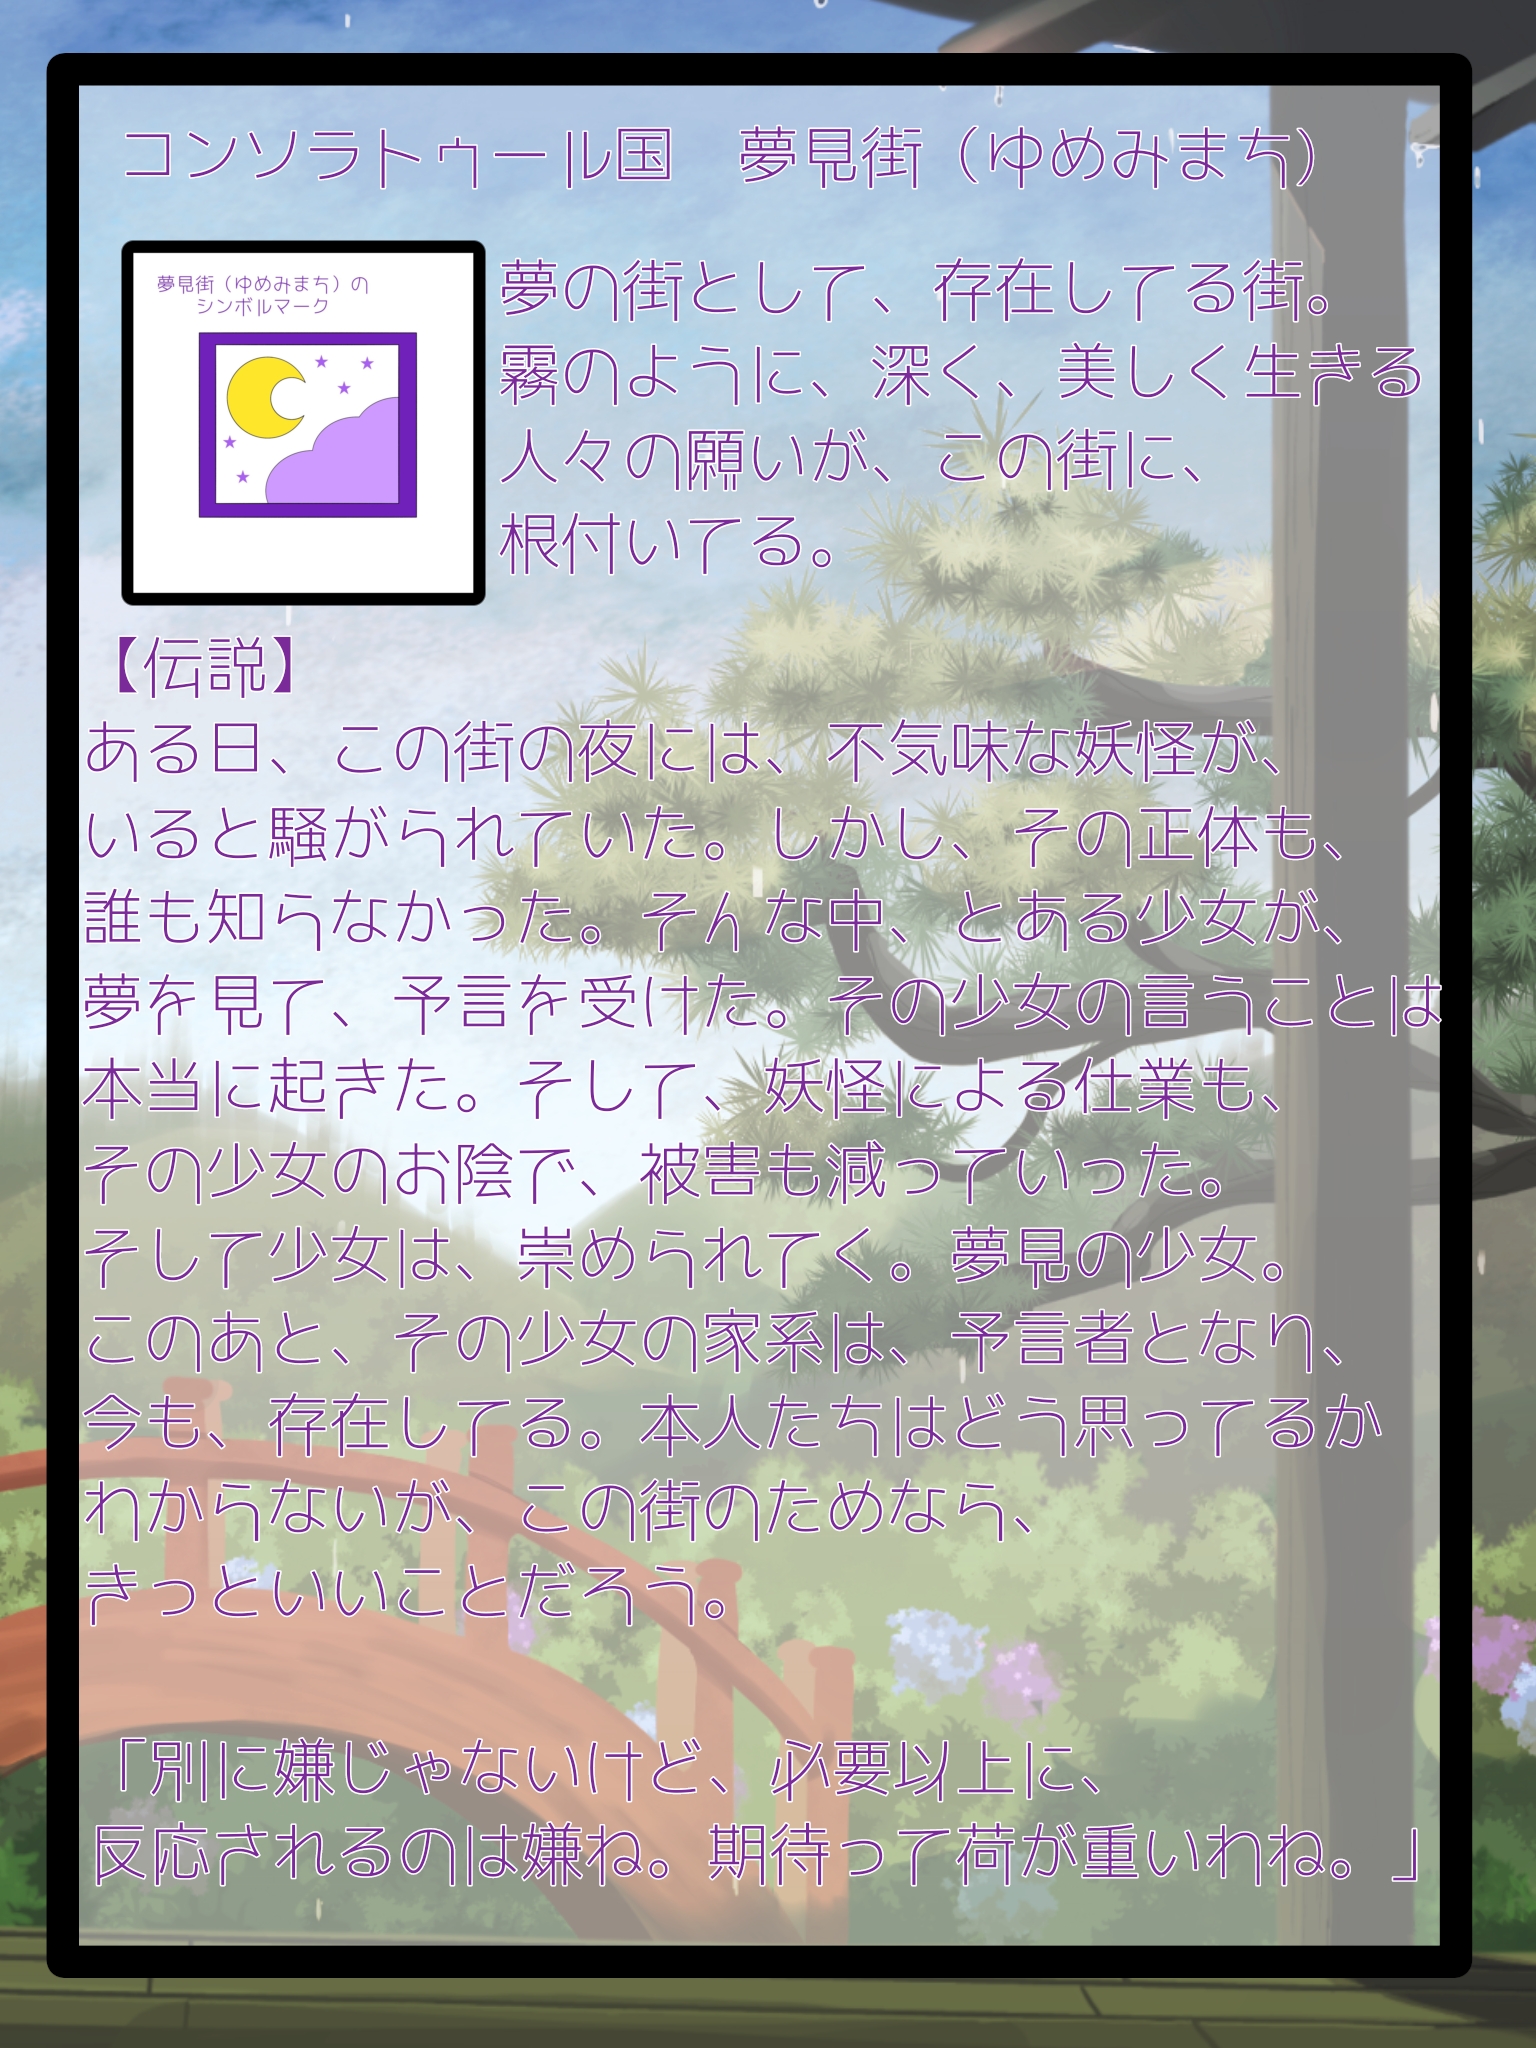 コンソラトゥール国　夢見街（ゆめみまち）
夢見街（ゆめみまち）の
シンボルマーク
夢の街として、存在してる街。
霧のように、深く、美しく生きる
人々の願いが、この街に、
根付いてる。
【伝説】
ある日、この街の夜には、不気味な妖怪が、
いると騒がられていた。しかし、その正体も、
誰も知らなかった。そんな中、とある少女が、
夢を見て、予言を受けた。その少女の言うことは
本当に起きた。そして、妖怪による仕業も、
その少女のお陰で、被害も減っていった。
そして少女は、崇められてく。夢見の少女。
このあと、その少女の家系は、予言者となり、
今も、存在してる。本人たちはどう思ってるか
わからないが、この街のためなら、
きっといいことだろう。
「別に嫌じゃないけど、必要以上に、
反応されるのは嫌ね。期待って荷が重いわね。」